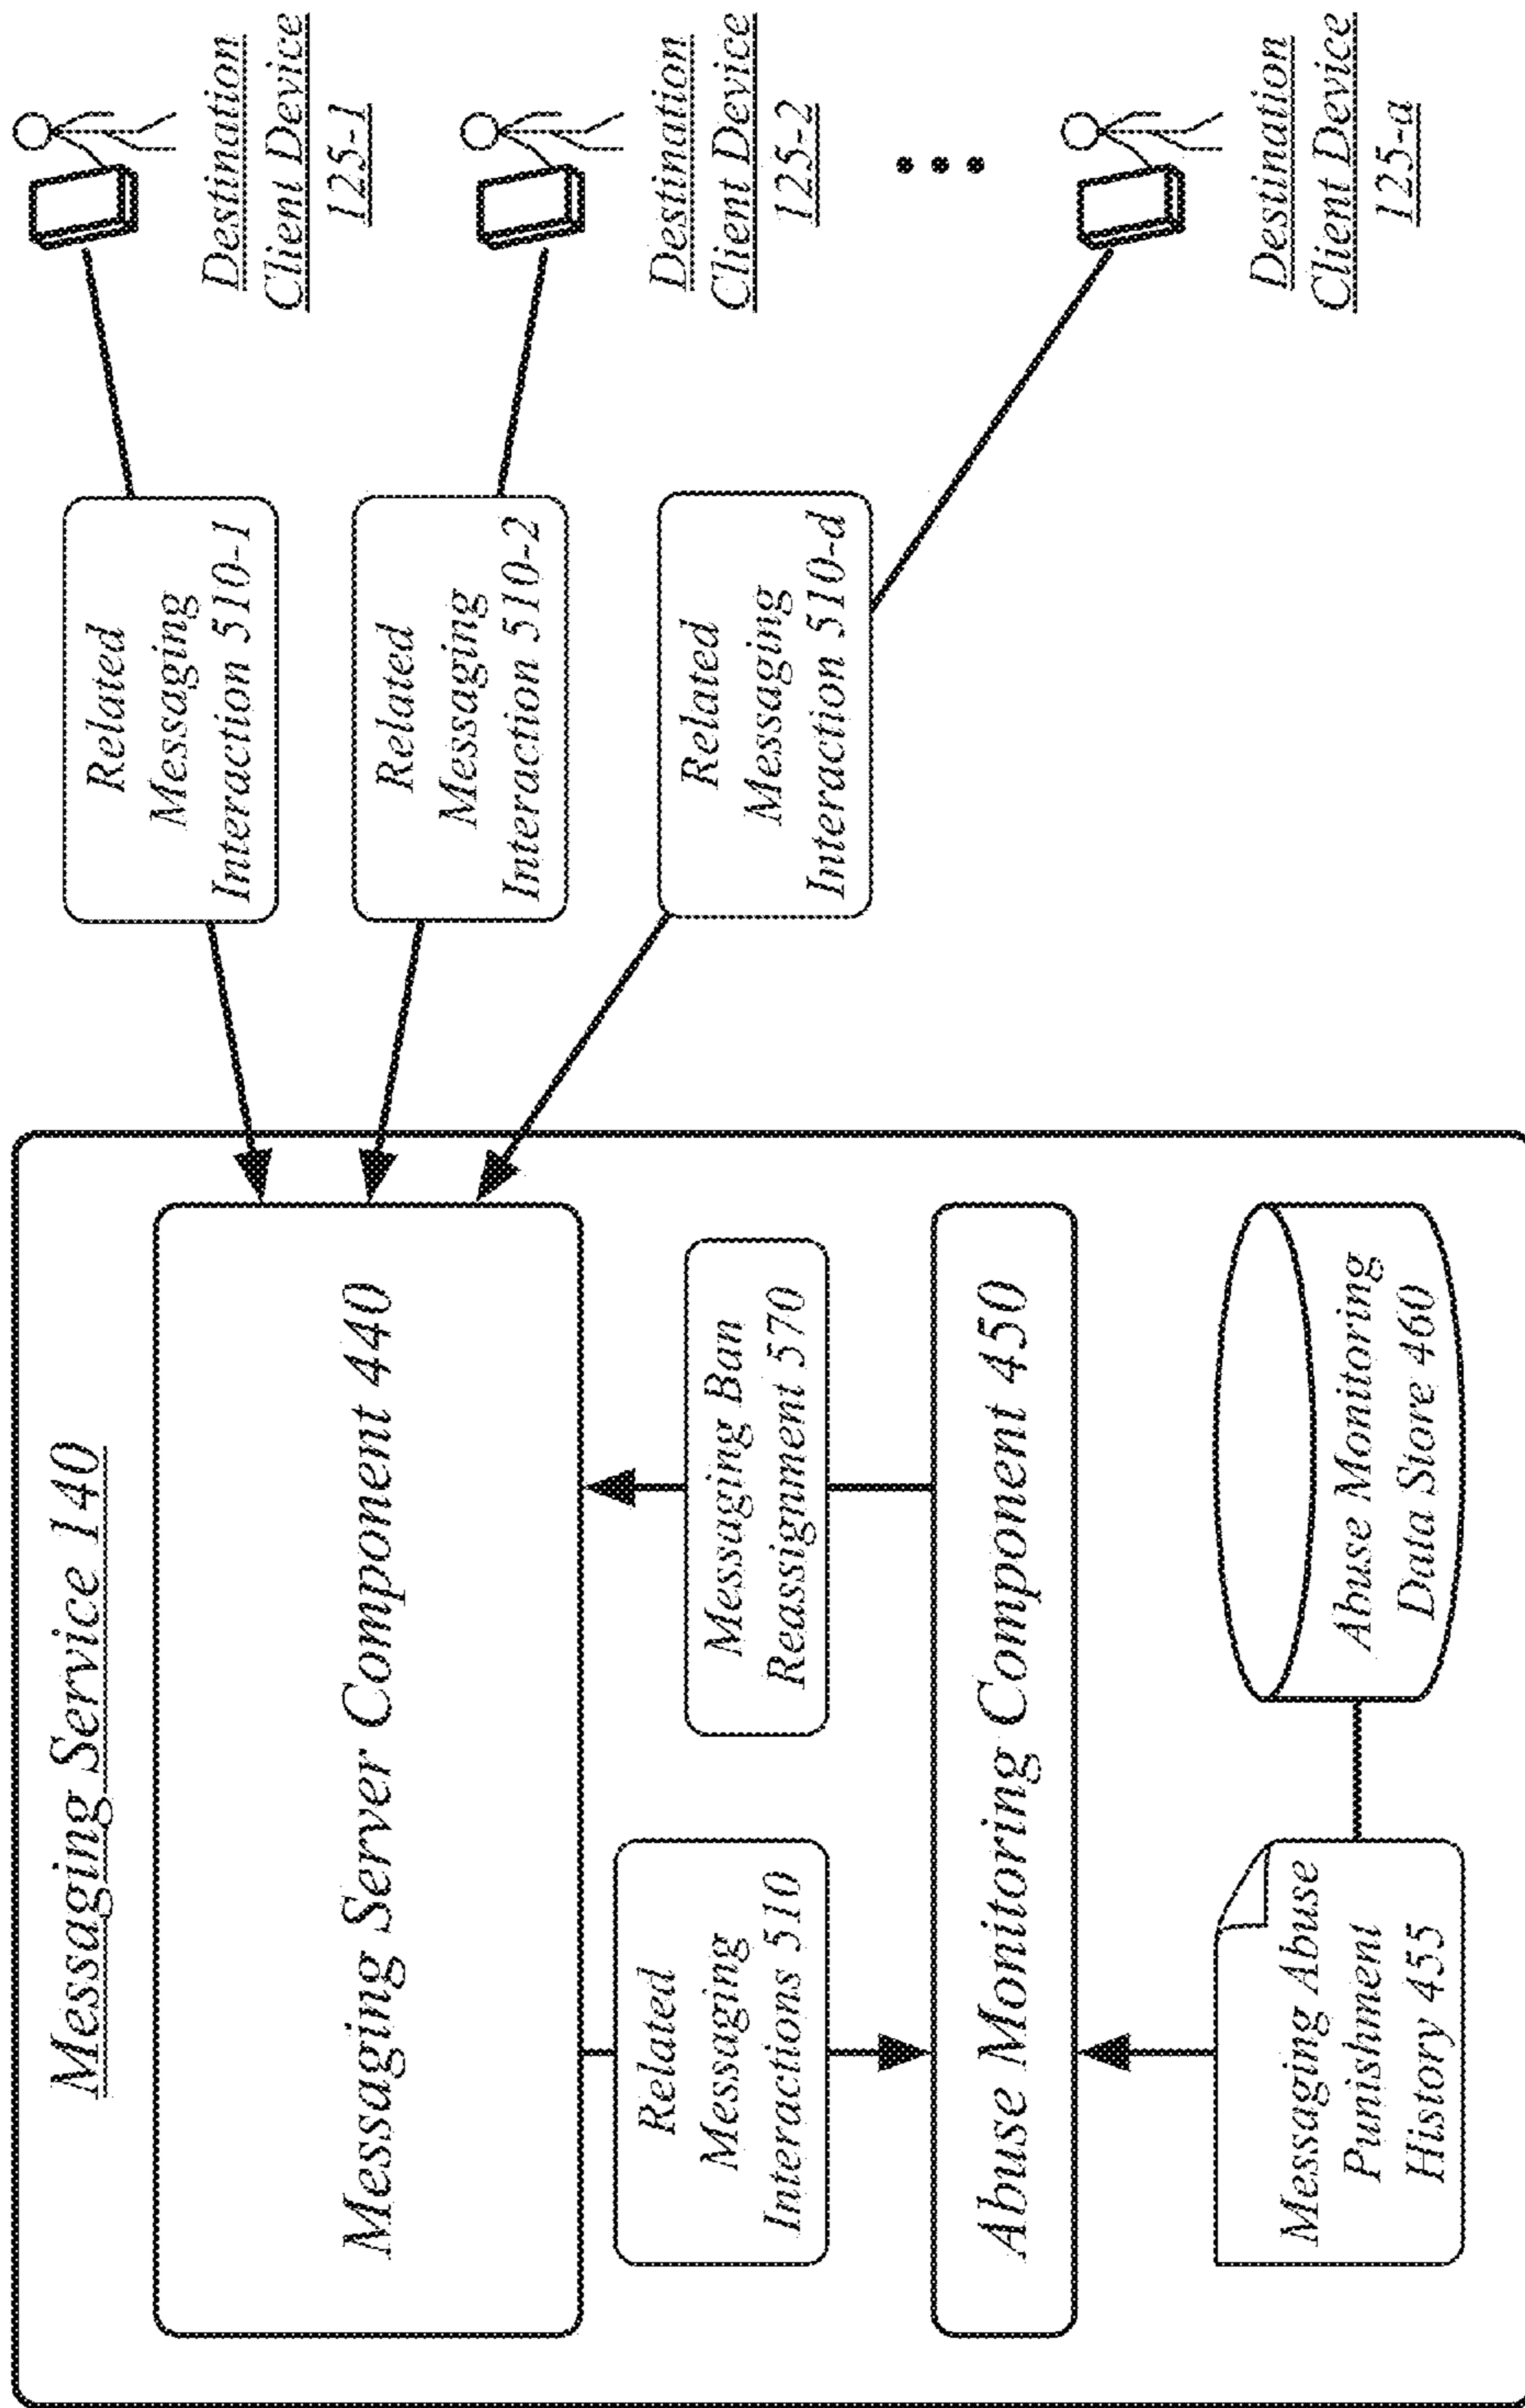 Messaging Service 140
Messaging Server Component 440
Related
Messaging
Interactions 510
Messaging Ban
Reassignment 570
Abuse Monitoring Component 450
Messaging Abuse
Punishment
History 455
Abuse Monitoring
Data Store 460
Related
Messaging
Interaction 510-1
Related
Messaging
Interaction 510-2
Related
Messaging
Interaction 510-d
Destination
Client Device
125-1
Destination
Client Device
125-2
Destination
Client Device
125-a